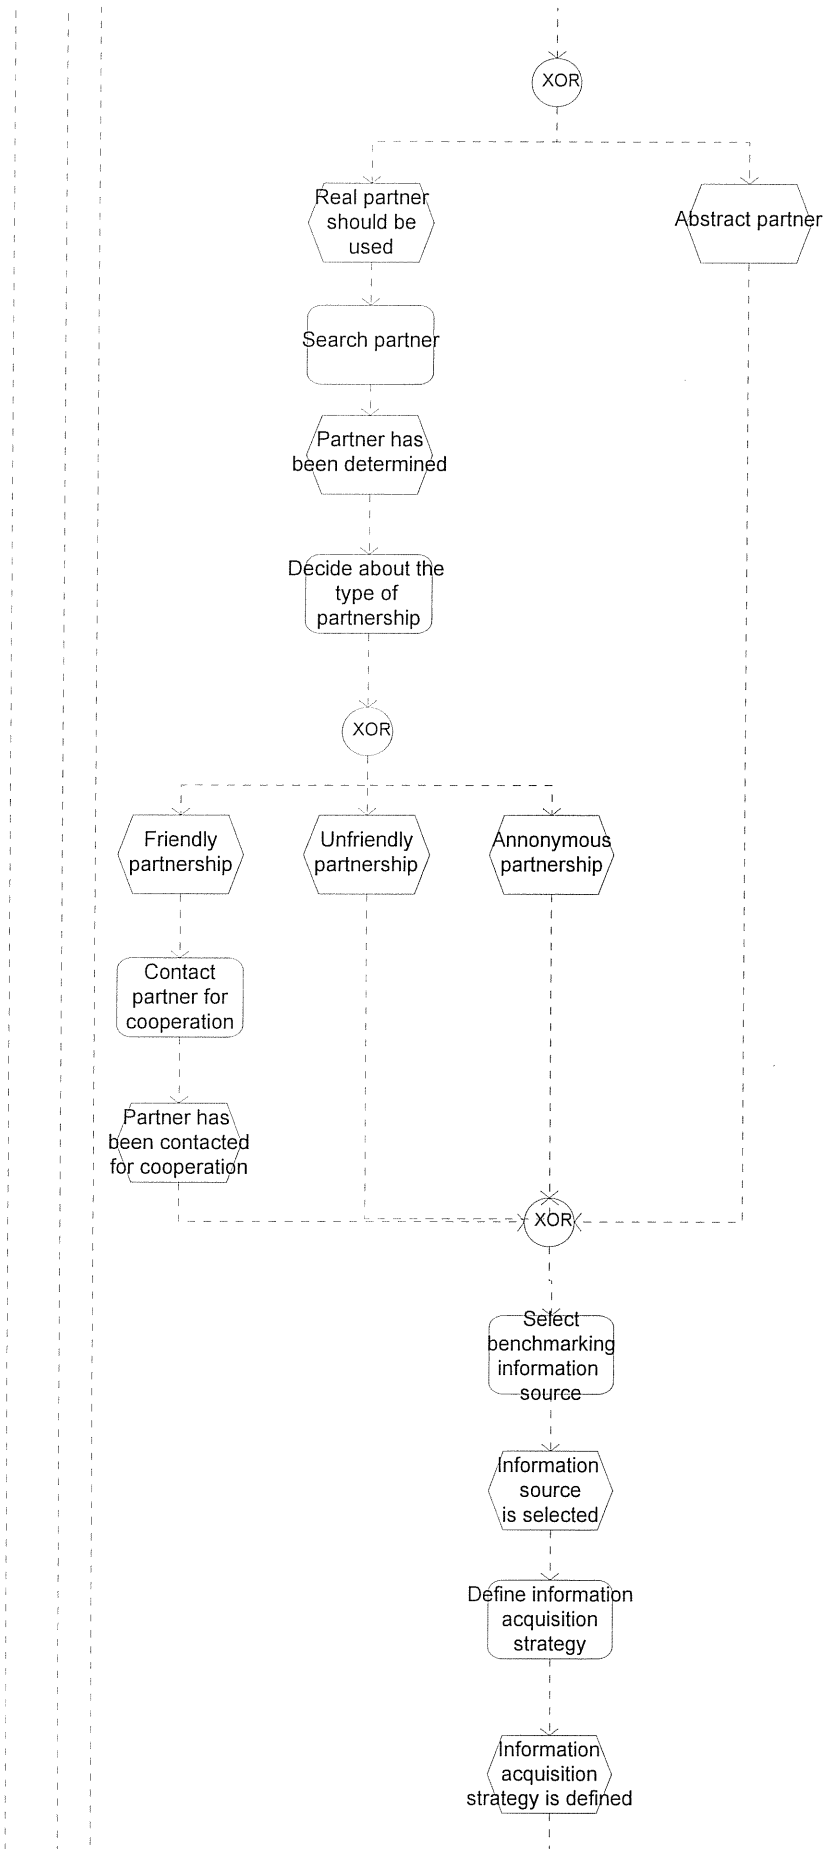 XOR
Real partner
should be
used
Abstract partner
Search partner
Partner has
been determined
Decide about the
type of
partnership
XOR
Friendly
partnership
Unfriendly
partnership
Annonymous
partnership
Contact
partner for
cooperation
Partner has
been contacted
for cooperation
XOR
Select
benchmarking
information
source
Information
source
is selected
Define information
acquisition
strategy
Information
acquisition
strategy is defined